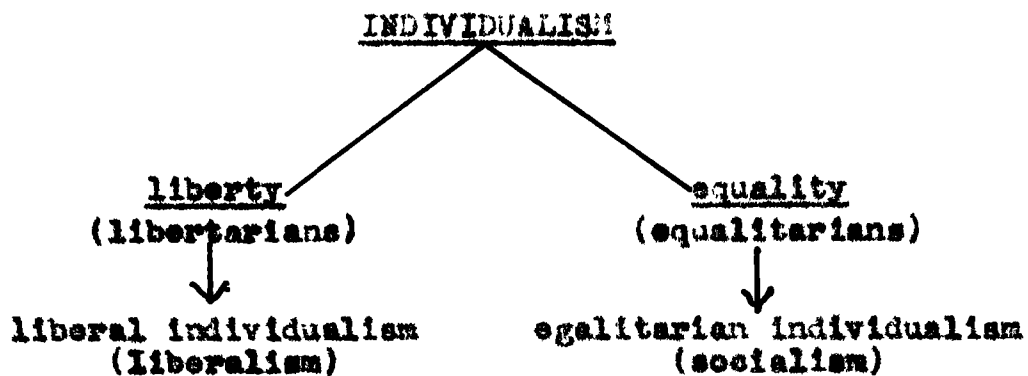 INDIVIDUALISM
liberty equality
(libertarians) (equalitarians)
liberal individualism egalitarian individualism
(Liberalism) (socialism)